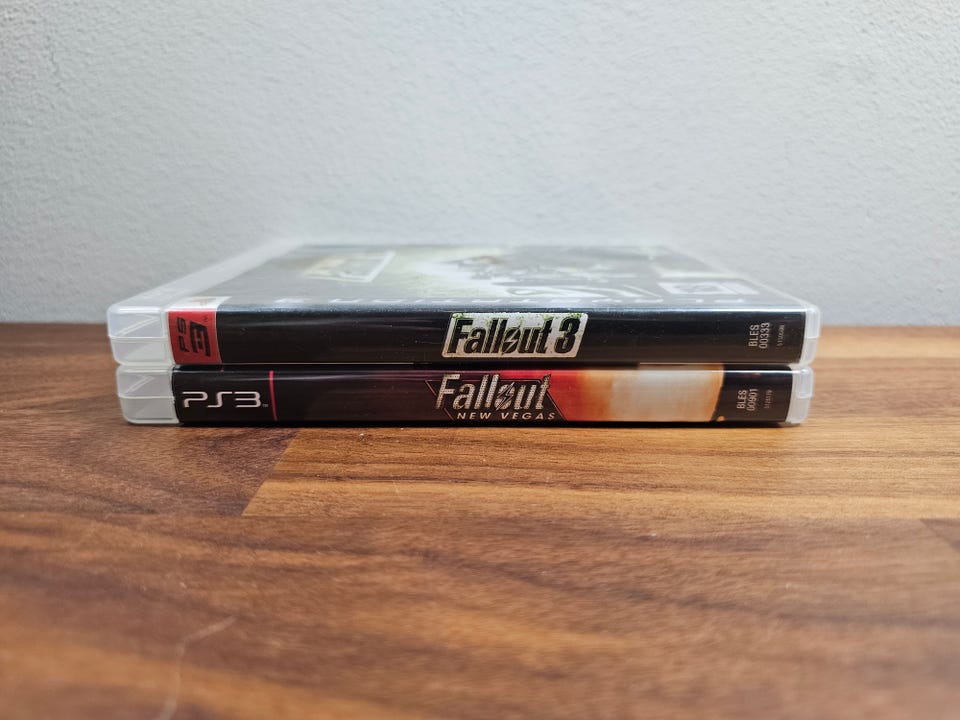 PS3
Fallout 3
BLES
00333
PS3
Fallout
NEW VEGAS
BLES
00901